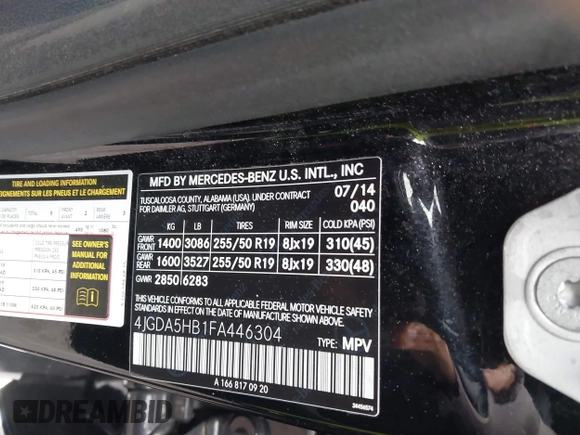 MFD BY MERCEDES-BENZ U.S. INTL., INC
TUSCALOOSA COUNTY, ALABAMA (USA). UNDER CONTRACT
FOR DAIMLER AG, STUTTGART (GERMANY)
07/14
040
KG LB TIRES RIM SIZE COLD KPA (PSI)
GAWR FRONT 1400 3086 255/50 R19 8Jx19 310(45)
GAWR REAR 1600 3527 255/50 R19 8Jx19 330(48)
GVWR 2850 6283
THIS VEHICLE CONFORMS TO ALL APPLICABLE FEDERAL MOTOR VEHICLE SAFETY
STANDARDS IN EFFECT ON THE DATE OF MANUFACTURE SHOWN ABOVE.
4JGDA5HB1FA446304
TYPE: MPV
A 166 817 09 20
TIRE AND LOADING INFORMATION
SEIGNEMENTS SUR LES PNEUS ET LE CHARGEMENT
SEE OWNER'S
MANUAL FOR
ADDITIONAL
INFORMATION
DREAMBID